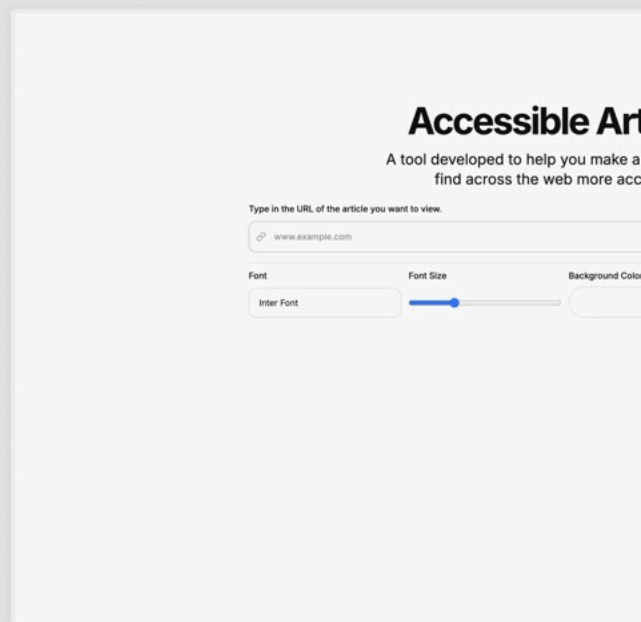 Accessible Art
A tool developed to help you make a
find across the web more acc
Type in the URL of the article you want to view.
www.example.com
Font
Font Size
Background Colo
Inter Font